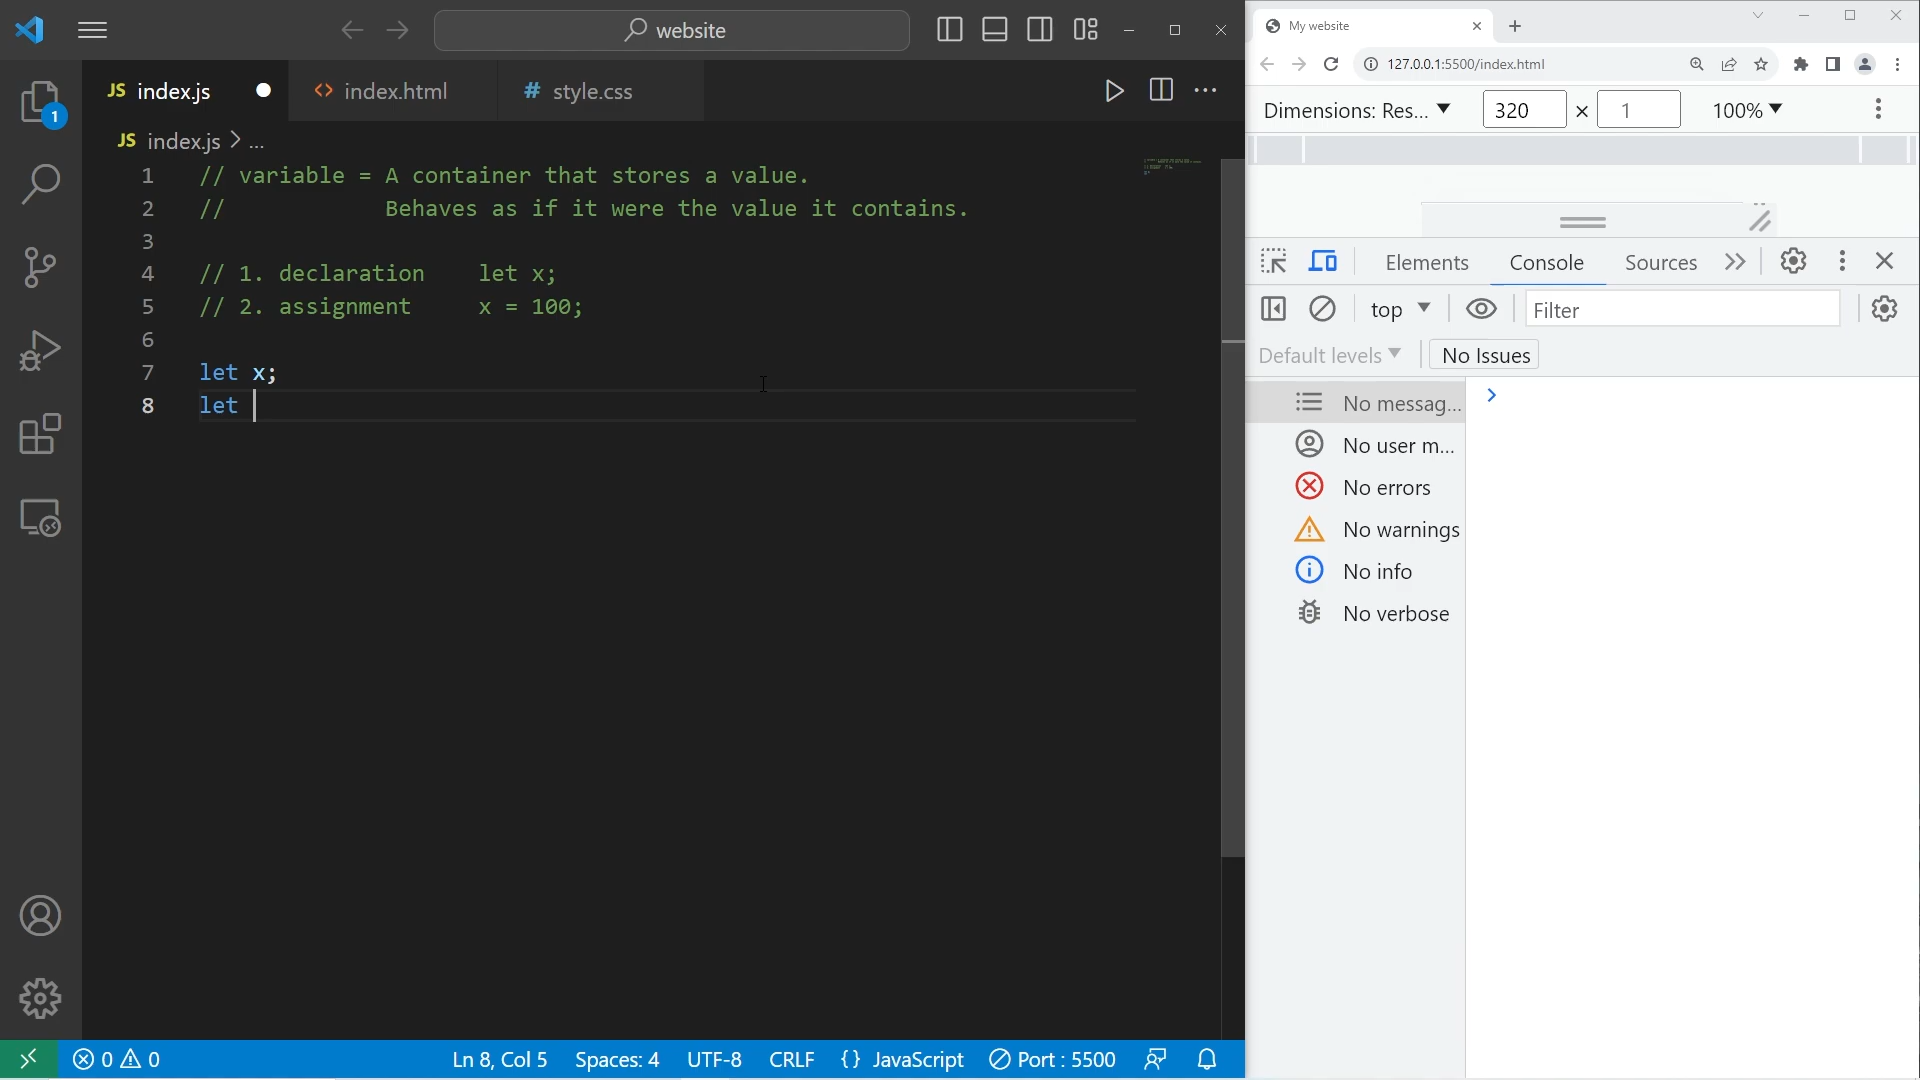 website
JS index.js
<> index.html
# style.css
JS index.js > ...
1 // variable = A container that stores a value.
2 //            Behaves as if it were the value it contains.
3
4 // 1. declaration    let x;
5 // 2. assignment     x = 100;
6
7 let x;
8 let
1
0 0
Ln 8, Col 5
Spaces: 4
UTF-8
CRLF
{} JavaScript
Port : 5500
My website
127.0.0.1:5500/index.html
Dimensions: Res... 320 × 1 100%
Elements Console Sources
top Filter
Default levels No Issues
No messag...
No user m...
No errors
No warnings
No info
No verbose